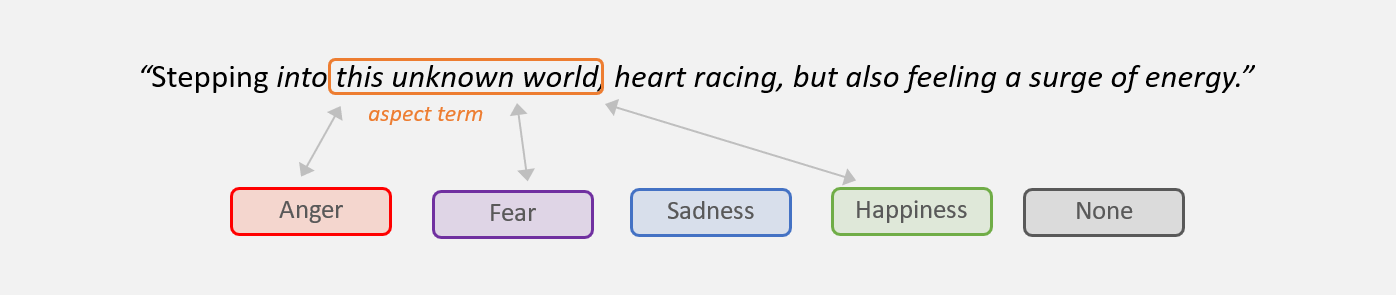 “Stepping into this unknown world, heart racing, but also feeling a surge of energy.”
aspect term
Anger
Fear
Sadness
Happiness
None